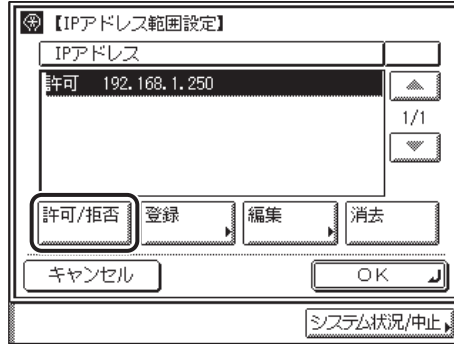 【IPアドレス範囲設定】
IPアドレス
許可 192.168.1.250
1/1
許可/拒否 登録 編集 消去
キャンセル OK
システム状況/中止